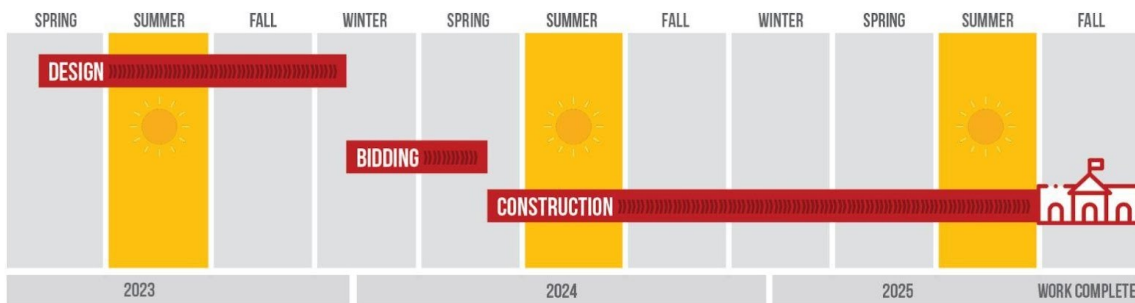 SPRING SUMMER FALL WINTER SPRING SUMMER FALL WINTER SPRING SUMMER FALL
DESIGN
BIDDING
CONSTRUCTION
2023 2024 2025 WORK COMPLETE